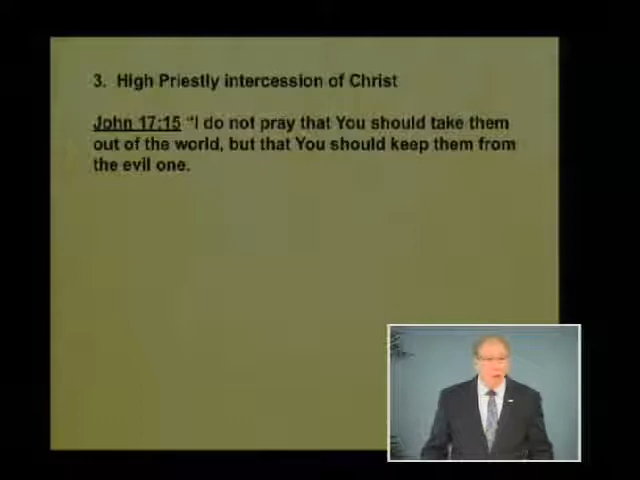 3. High Priestly intercession of Christ
John 17:15 “I do not pray that You should take them
out of the world, but that You should keep them from
the evil one.